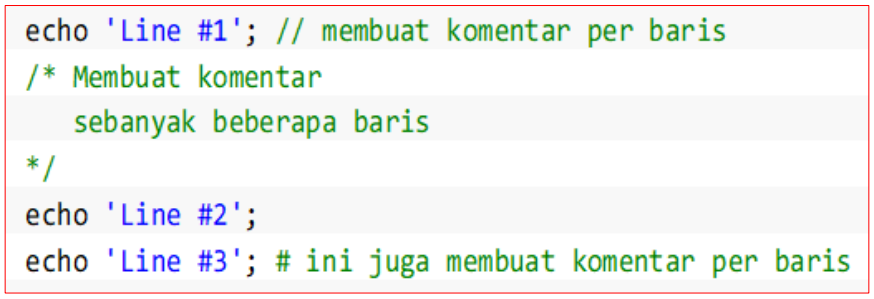 echo 'Line #1'; // membuat komentar per baris
/* Membuat komentar
   sebanyak beberapa baris
*/
echo 'Line #2';
echo 'Line #3'; # ini juga membuat komentar per baris